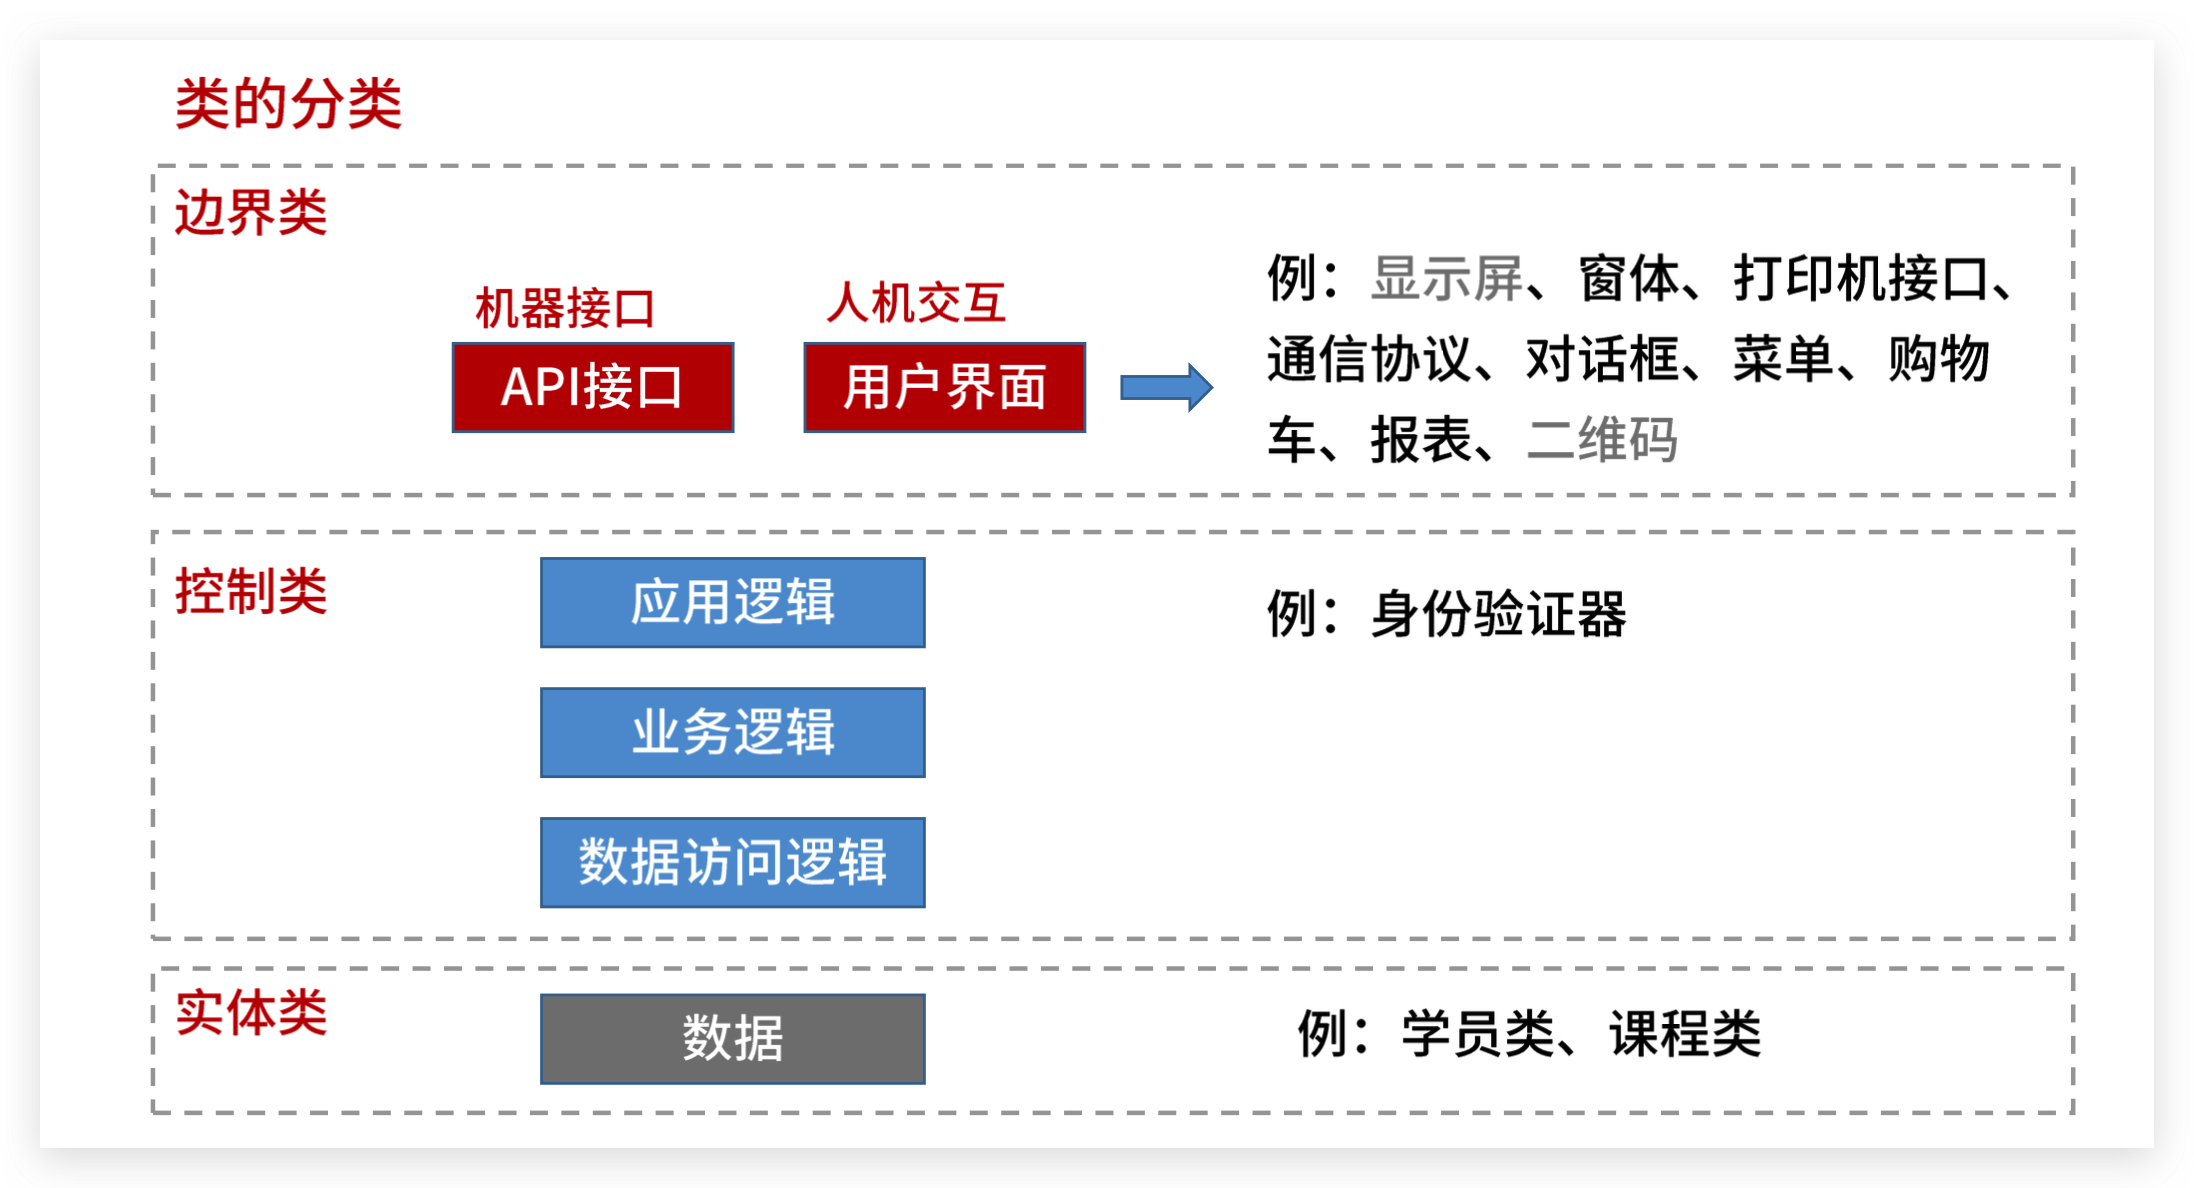 类的分类
边界类
机器接口
人机交互
API接口
用户界面
例：显示屏、窗体、打印机接口、
通信协议、对话框、菜单、购物
车、报表、二维码
控制类
应用逻辑
例：身份验证器
业务逻辑
数据访问逻辑
实体类
数据
例：学员类、课程类